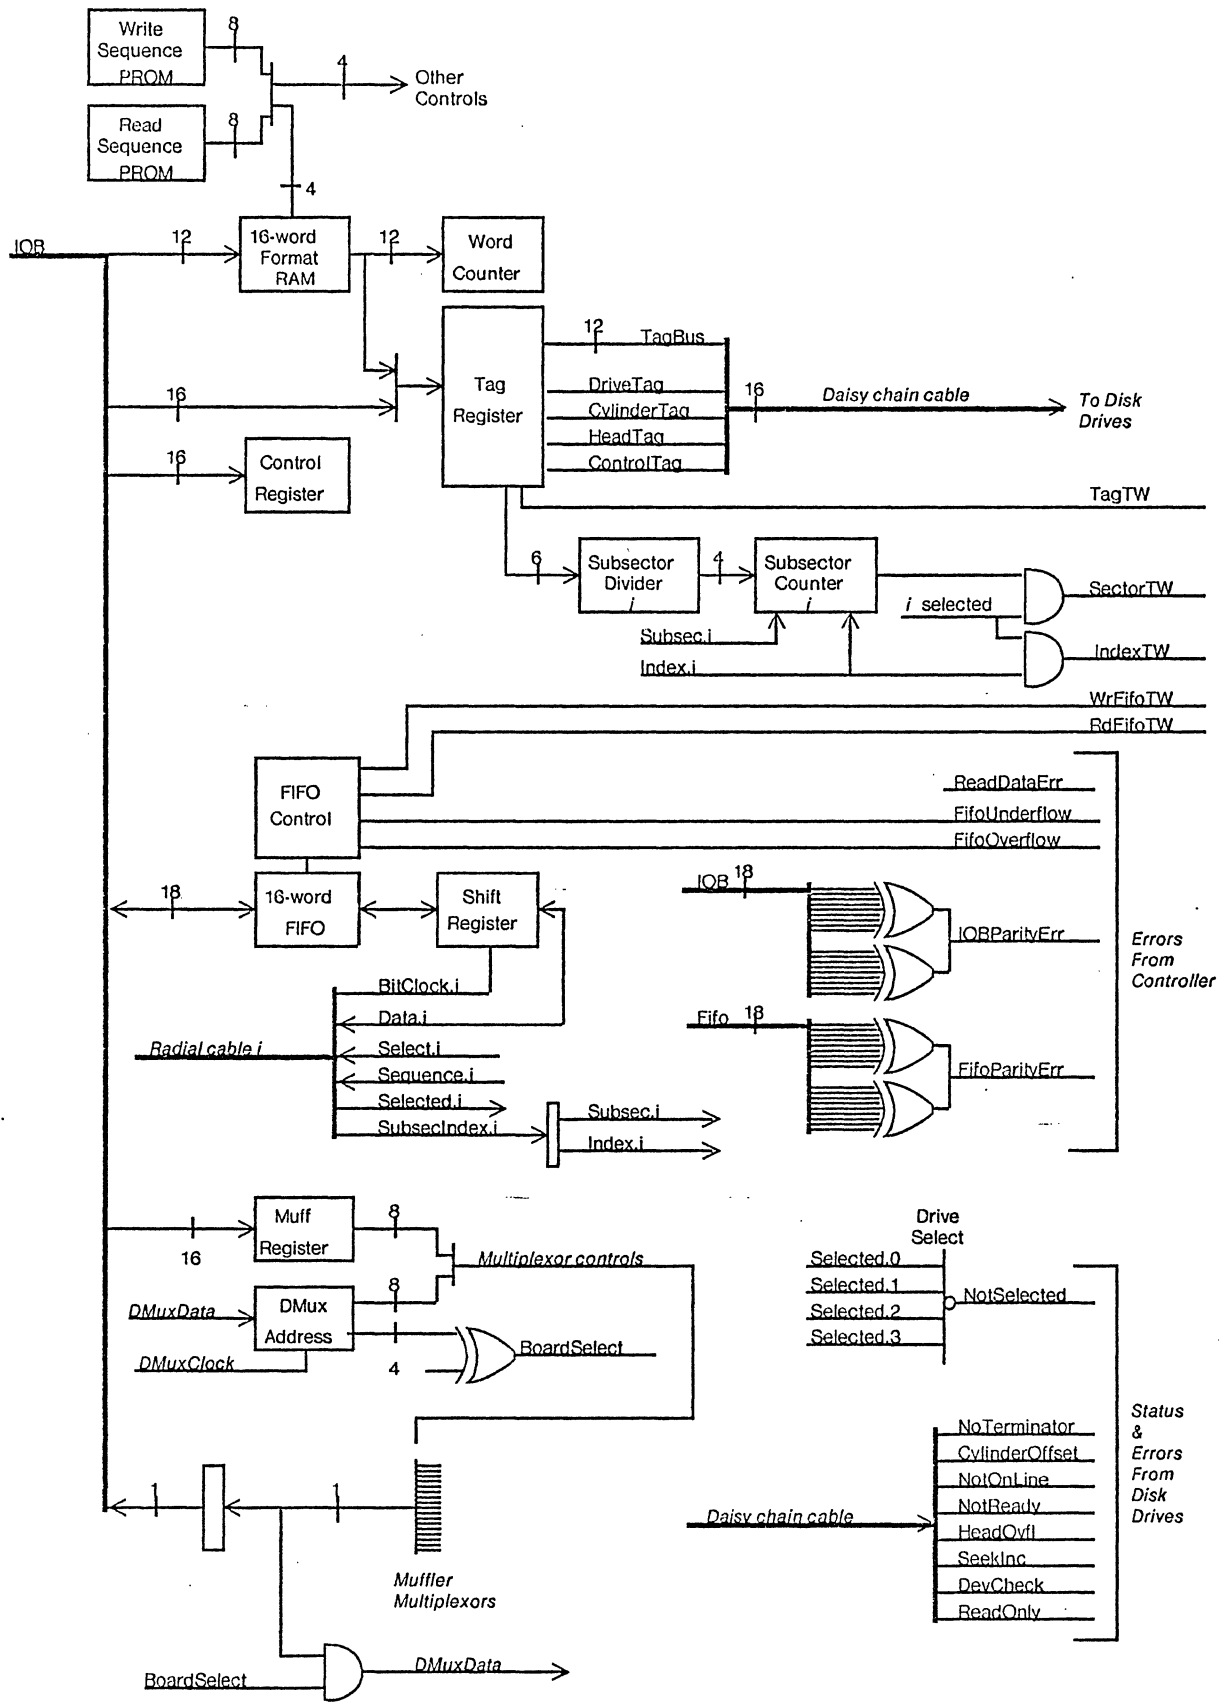 Write
Sequence
PROM
8
4
Other
Controls
Read
Sequence
PROM
8
4
IOB
12
16-word
Format
RAM
12
Word
Counter
Tag
Register
12
TagBus
DriveTag
CylinderTag
HeadTag
ControlTag
16
Daisy chain cable
To Disk
Drives
16
16
Control
Register
TagTW
6
Subsector
Divider
i
4
Subsector
Counter
i
i selected
SectorTW
Subsec.i
Index.i
IndexTW
WrFifoTW
RdFifoTW
FIFO
Control
ReadDataErr
FifoUnderflow
FifoOverflow
18
16-word
FIFO
Shift
Register
IOB
18
IOBParityErr
Errors
From
Controller
BitClock.i
Data.i
Radial cable i
Select.i
Sequence.i
Selected.i
SubsecIndex.i
Subsec.i
Index.i
Fifo
18
FifoParityErr
16
Muff
Register
8
Multiplexor controls
DMuxData
DMux
Address
8
DMuxClock
4
BoardSelect
Drive
Select
Selected.0
Selected.1
Selected.2
Selected.3
NotSelected
1
1
Muffler
Multiplexors
Daisy chain cable
NoTerminator
CylinderOffset
NotOnLine
NotReady
HeadOvfl
SeekInc
DevCheck
ReadOnly
Status
&
Errors
From
Disk
Drives
BoardSelect
DMuxData